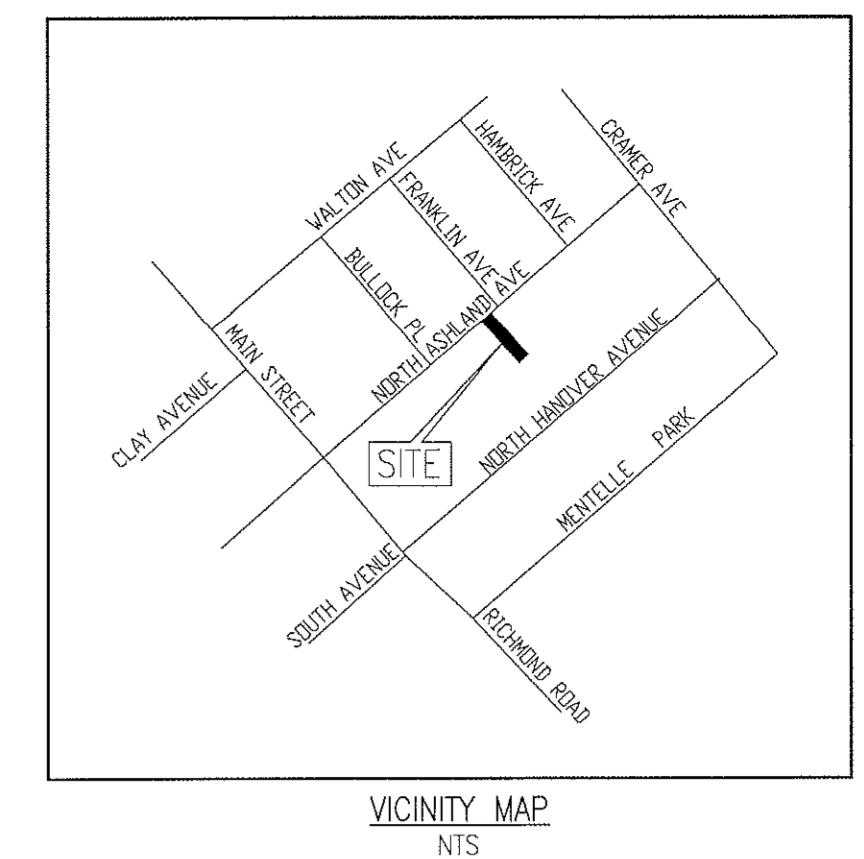 HAMBRICK AVE
CRAMER AVE
WALTON AVE
FRANKLIN AVE
BULLOCK PL
NORTH ASHLAND AVE
MAIN STREET
CLAY AVENUE
SITE
NORTH HANOVER AVENUE
MENTELLE PARK
SOUTH AVENUE
RICHMOND ROAD
VICINITY MAP
NTS